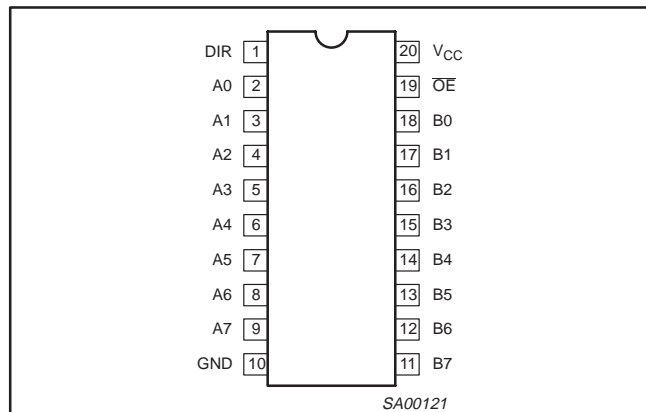 DIR 1 20 VCC
A0 2 19 O̅E̅
A1 3 18 B0
A2 4 17 B1
A3 5 16 B2
A4 6 15 B3
A5 7 14 B4
A6 8 13 B5
A7 9 12 B6
GND 10 11 B7
SA00121